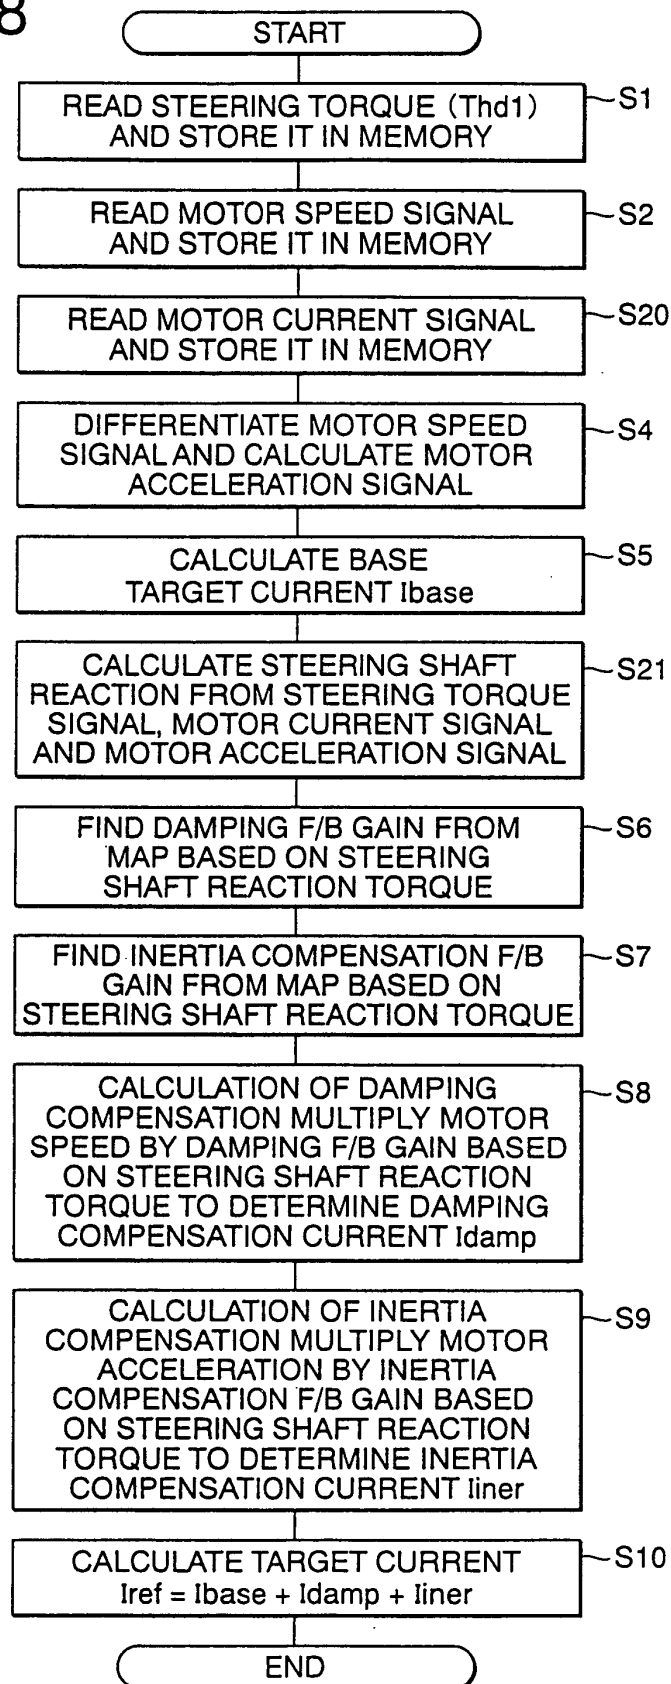 8
START
READ STEERING TORQUE (Thd1)
AND STORE IT IN MEMORY
S1
READ MOTOR SPEED SIGNAL
AND STORE IT IN MEMORY
S2
READ MOTOR CURRENT SIGNAL
AND STORE IT IN MEMORY
S20
DIFFERENTIATE MOTOR SPEED
SIGNAL AND CALCULATE MOTOR
ACCELERATION SIGNAL
S4
CALCULATE BASE
TARGET CURRENT Ibase
S5
CALCULATE STEERING SHAFT
REACTION FROM STEERING TORQUE
SIGNAL, MOTOR CURRENT SIGNAL
AND MOTOR ACCELERATION SIGNAL
S21
FIND DAMPING F/B GAIN FROM
MAP BASED ON STEERING
SHAFT REACTION TORQUE
S6
FIND INERTIA COMPENSATION F/B
GAIN FROM MAP BASED ON
STEERING SHAFT REACTION TORQUE
S7
CALCULATION OF DAMPING
COMPENSATION MULTIPLY MOTOR
SPEED BY DAMPING F/B GAIN BASED
ON STEERING SHAFT REACTION
TORQUE TO DETERMINE DAMPING
COMPENSATION CURRENT Idamp
S8
CALCULATION OF INERTIA
COMPENSATION MULTIPLY MOTOR
ACCELERATION BY INERTIA
COMPENSATION F/B GAIN BASED
ON STEERING SHAFT REACTION
TORQUE TO DETERMINE INERTIA
COMPENSATION CURRENT Iiner
S9
CALCULATE TARGET CURRENT
Iref = Ibase + Idamp + Iiner
S10
END